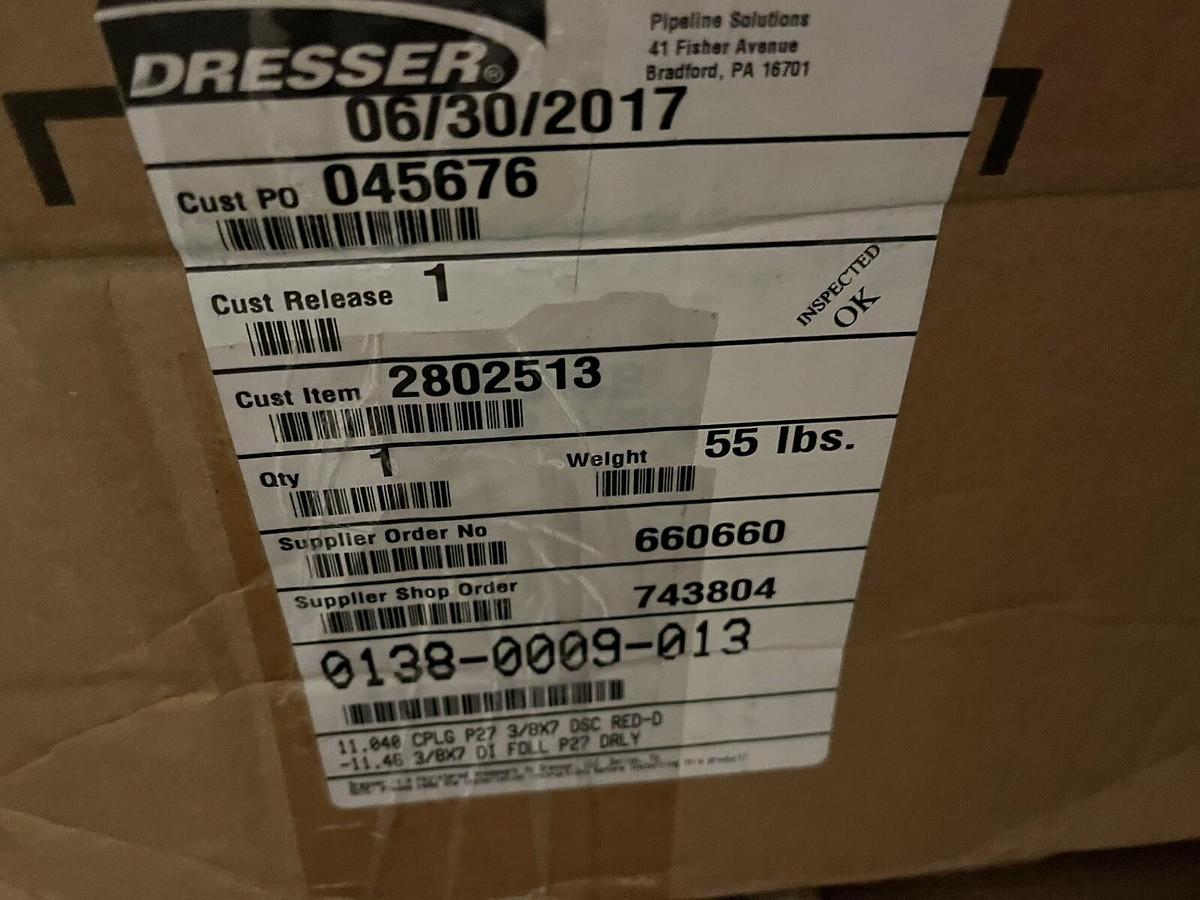 DRESSER®
Pipeline Solutions
41 Fisher Avenue
Bradford, PA 16701
06/30/2017
Cust PO 045676
Cust Release 1
INSPECTED
OK
Cust Item 2802513
Qty 1 Weight 55 lbs.
Supplier Order No 660660
Supplier Shop Order 743804
0138-0009-013
11.040 CPLG P27 3/8X7 DSC RED-D
-11.46 3/8X7 DI FOLL P27 DRLY